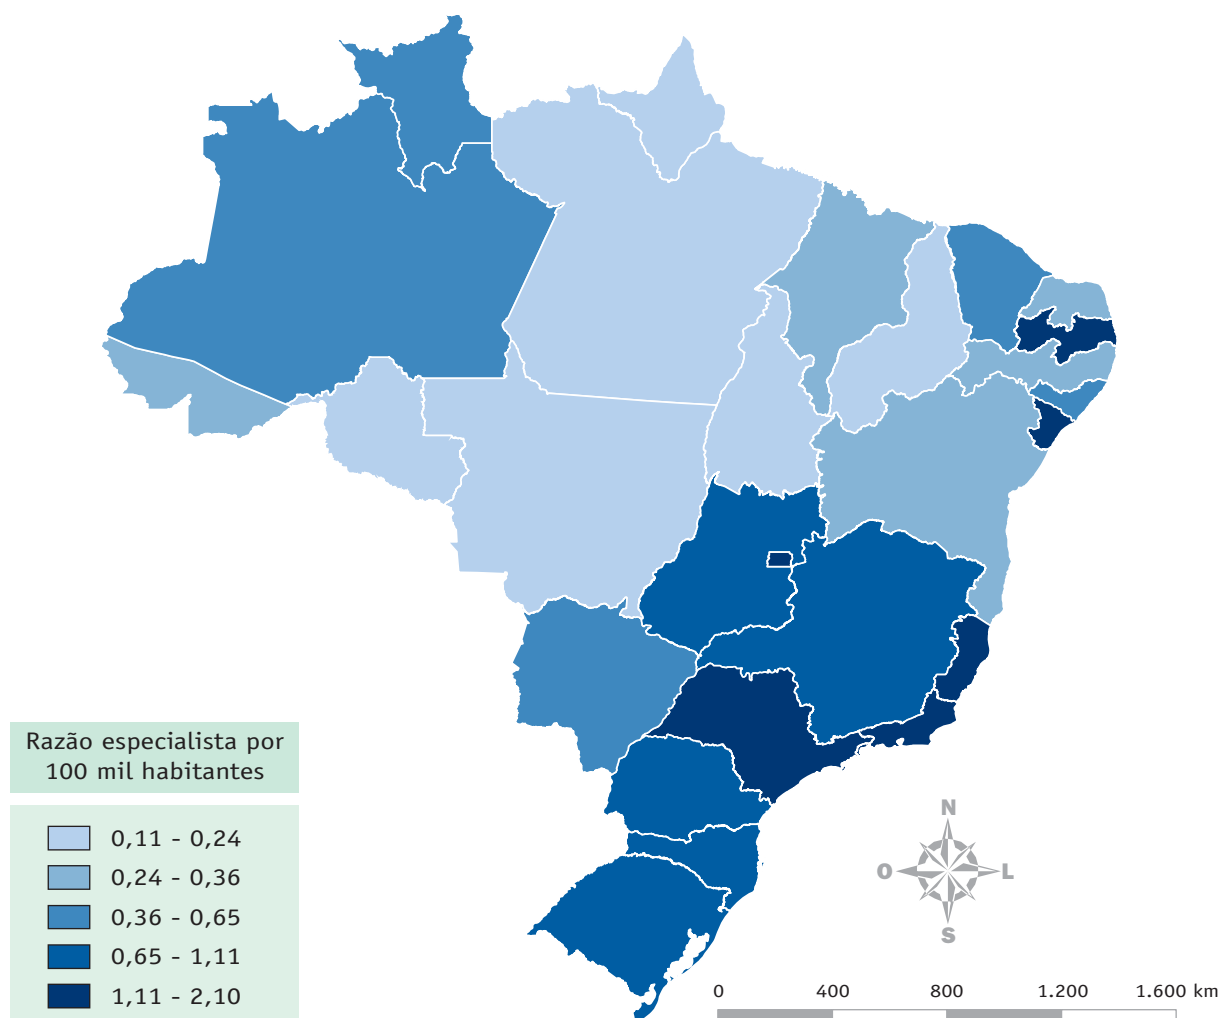 Razão especialista por
100 mil habitantes
0,11 - 0,24
0,24 - 0,36
0,36 - 0,65
0,65 - 1,11
1,11 - 2,10
N
O L
S
0 400 800 1.200 1.600 km